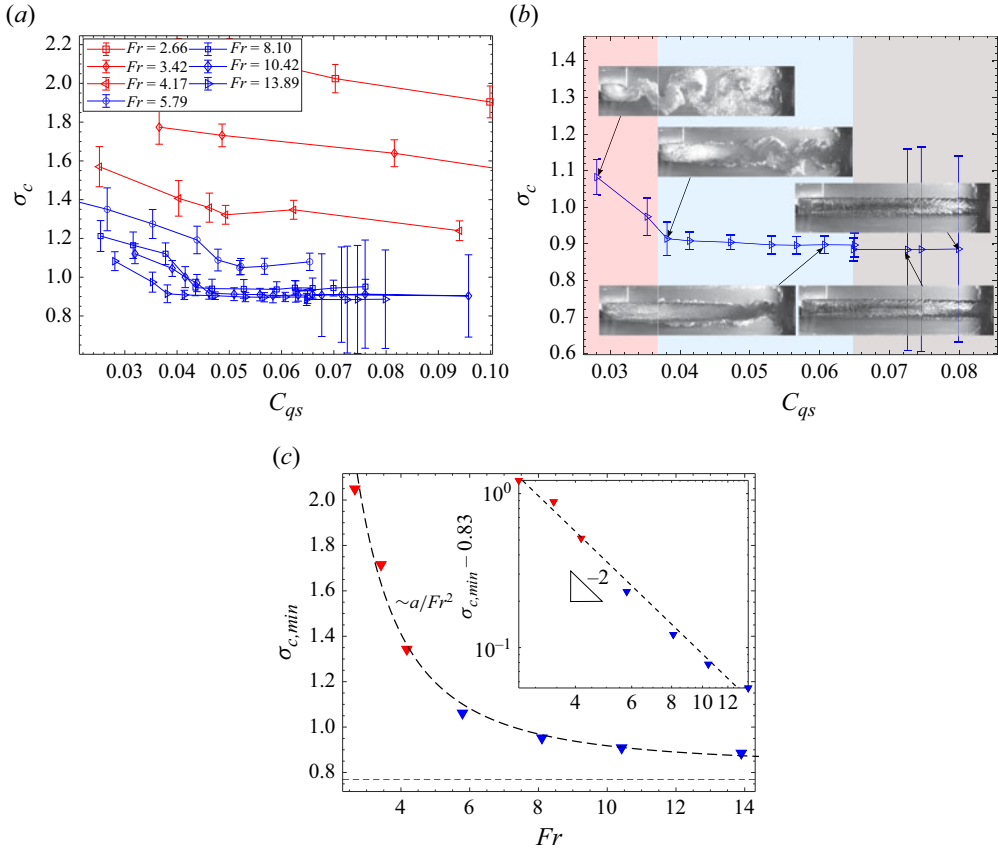 (a)
2.2
2.0
1.8
1.6
1.4
1.2
1.0
0.8
σc
Fr = 2.66
Fr = 3.42
Fr = 4.17
Fr = 5.79
Fr = 8.10
Fr = 10.42
Fr = 13.89
0.03 0.04 0.05 0.06 0.07 0.08 0.09 0.10
Cqs
(b)
1.4
1.3
1.2
1.1
1.0
0.9
0.8
0.7
0.6
σc
0.03 0.04 0.05 0.06 0.07 0.08
Cqs
(c)
2.0
1.8
1.6
1.4
1.2
1.0
0.8
σc,min
~a/Fr²
4 6 8 10 12 14
Fr
10⁰
10⁻¹
σc,min − 0.83
−2
4 6 8 10 12